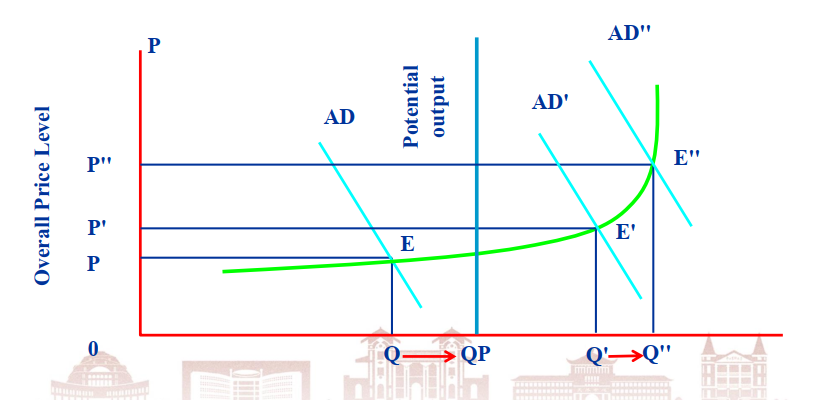 P
AD''
AD'
AD
Potential
output
Overall Price Level
P''
E''
P'
E'
E
P
0
Q
QP
Q'
Q''